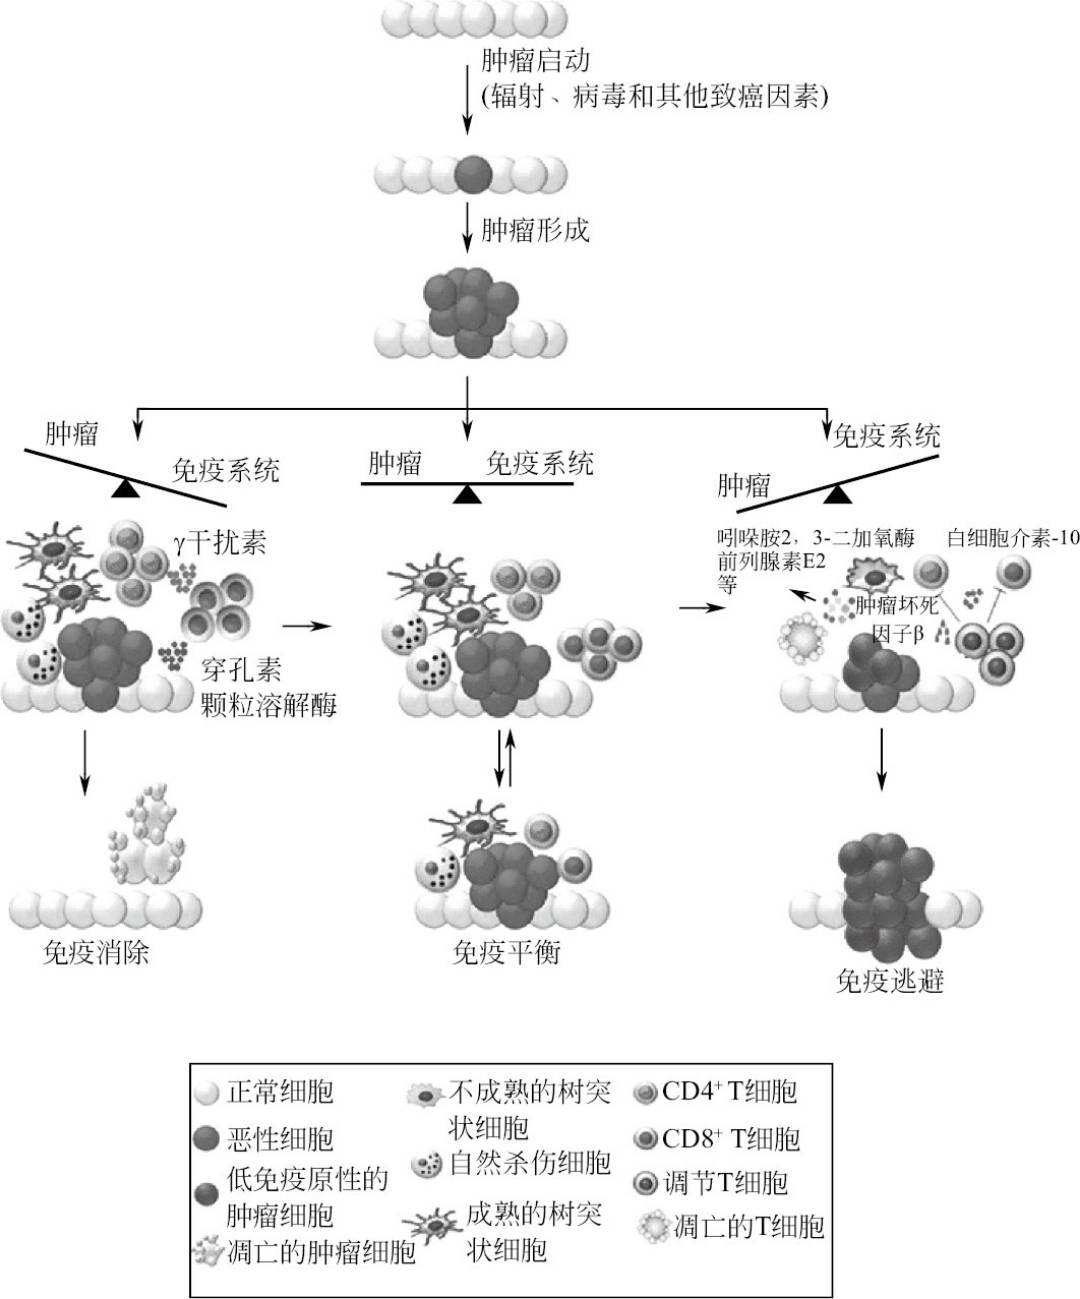 肿瘤启动
(辐射、病毒和其他致癌因素)
肿瘤形成
肿瘤
免疫系统
γ干扰素
穿孔素
颗粒溶解酶
免疫消除
肿瘤
免疫系统
免疫平衡
免疫系统
肿瘤
吲哚胺2，3-二加氧酶
前列腺素E2
等
白细胞介素-10
肿瘤坏死
因子β
免疫逃避
正常细胞
恶性细胞
低免疫原性的
肿瘤细胞
凋亡的肿瘤细胞
不成熟的树突
状细胞
自然杀伤细胞
成熟的树突
状细胞
CD4⁺ T细胞
CD8⁺ T细胞
调节T细胞
凋亡的T细胞